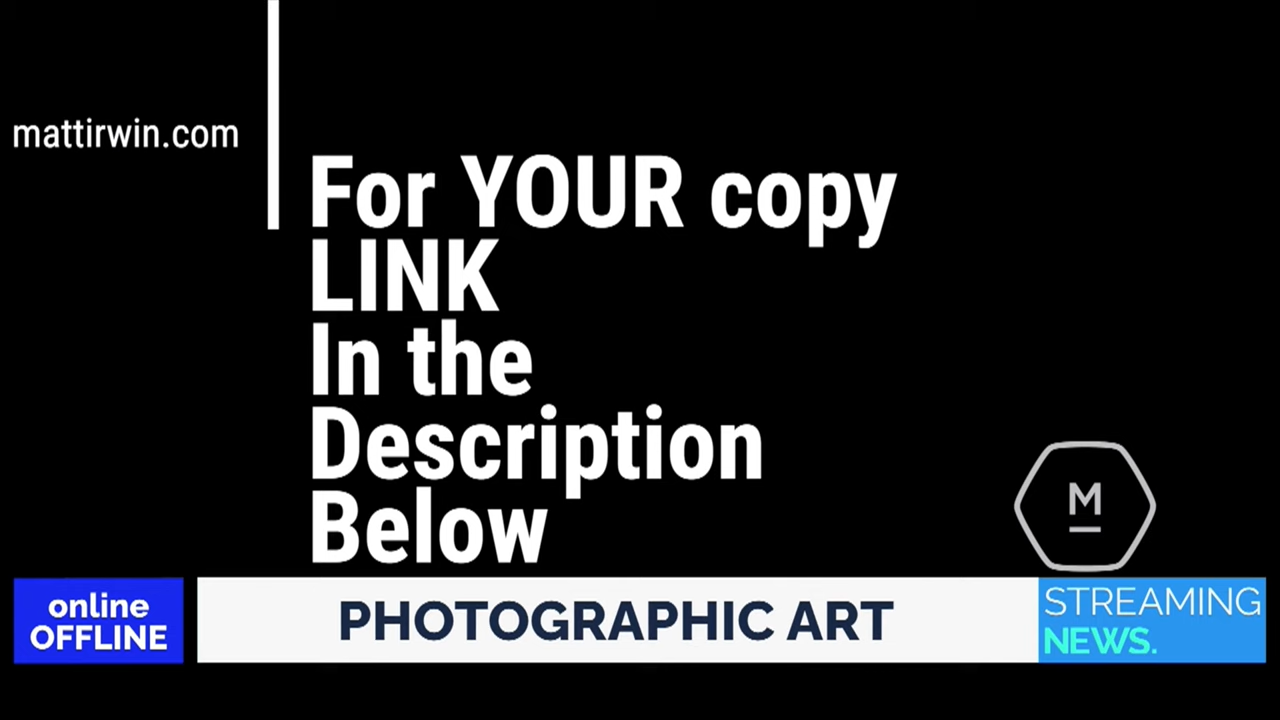 mattirwin.com
For YOUR copy
LINK
In the
Description
Below
M
online
OFFLINE
PHOTOGRAPHIC ART
STREAMING
NEWS.